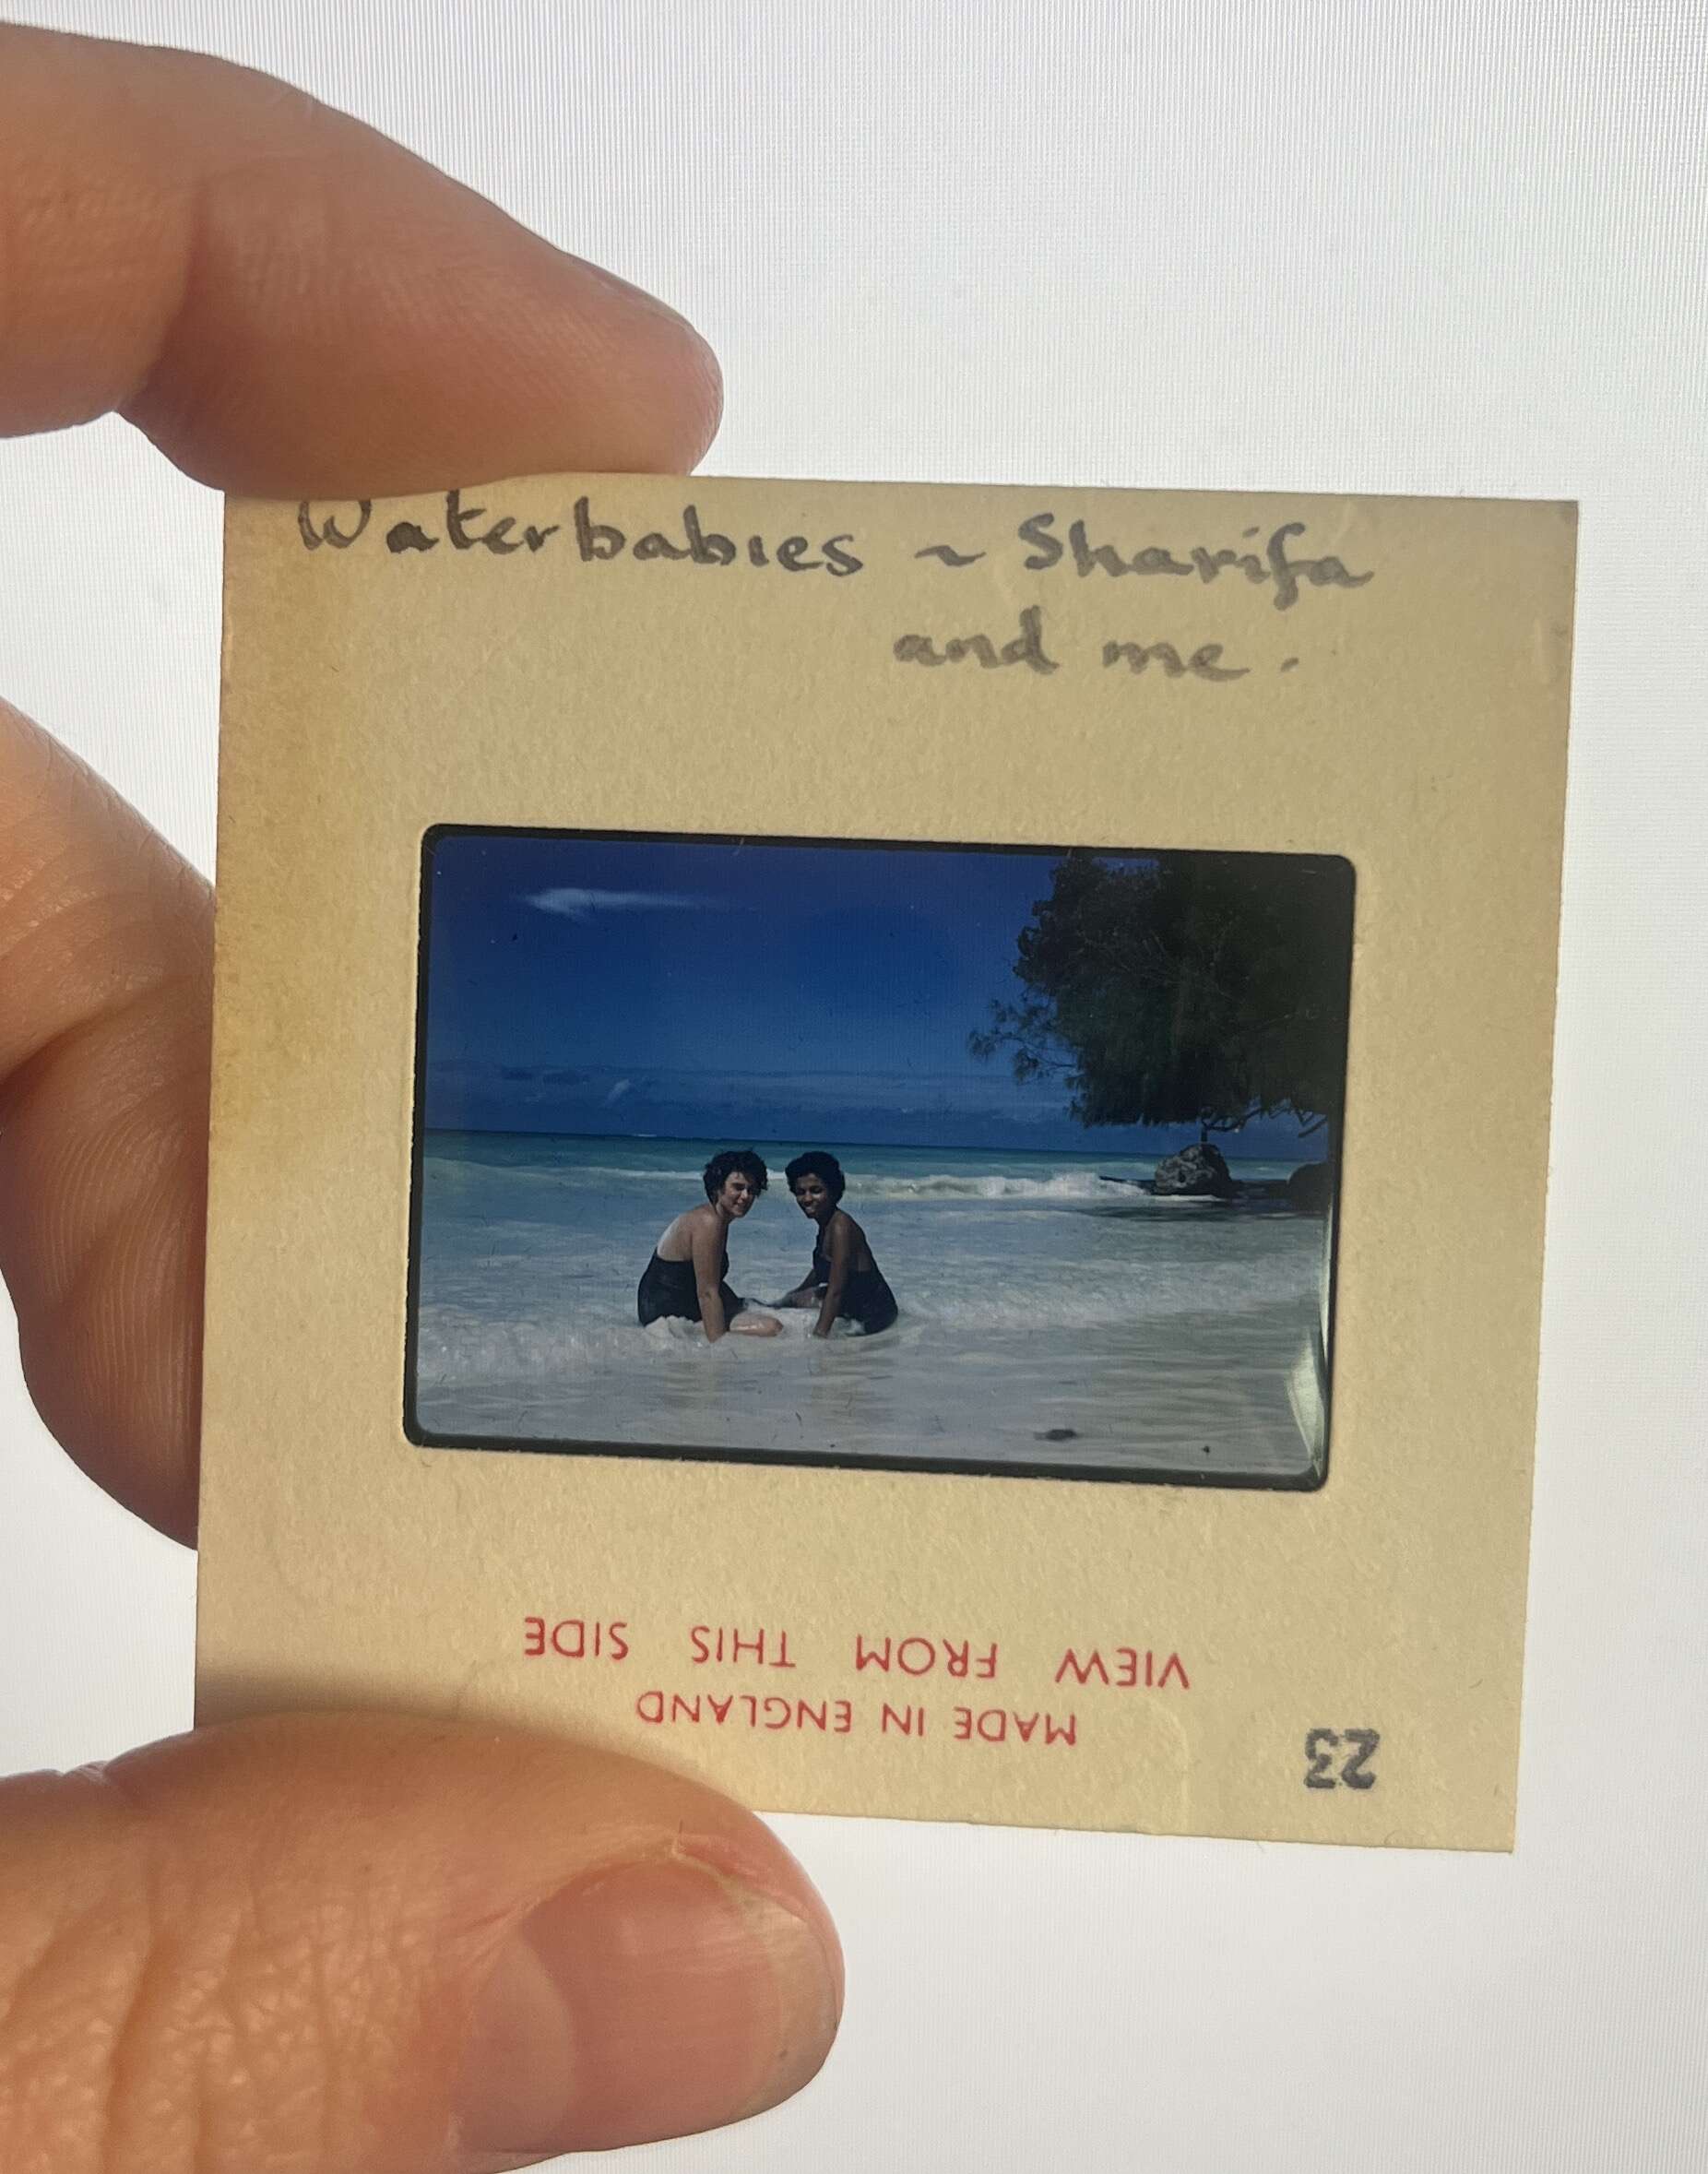 Waterbabies ~ Sharifa
and me.
VIEW FROM THIS SIDE
MADE IN ENGLAND
23